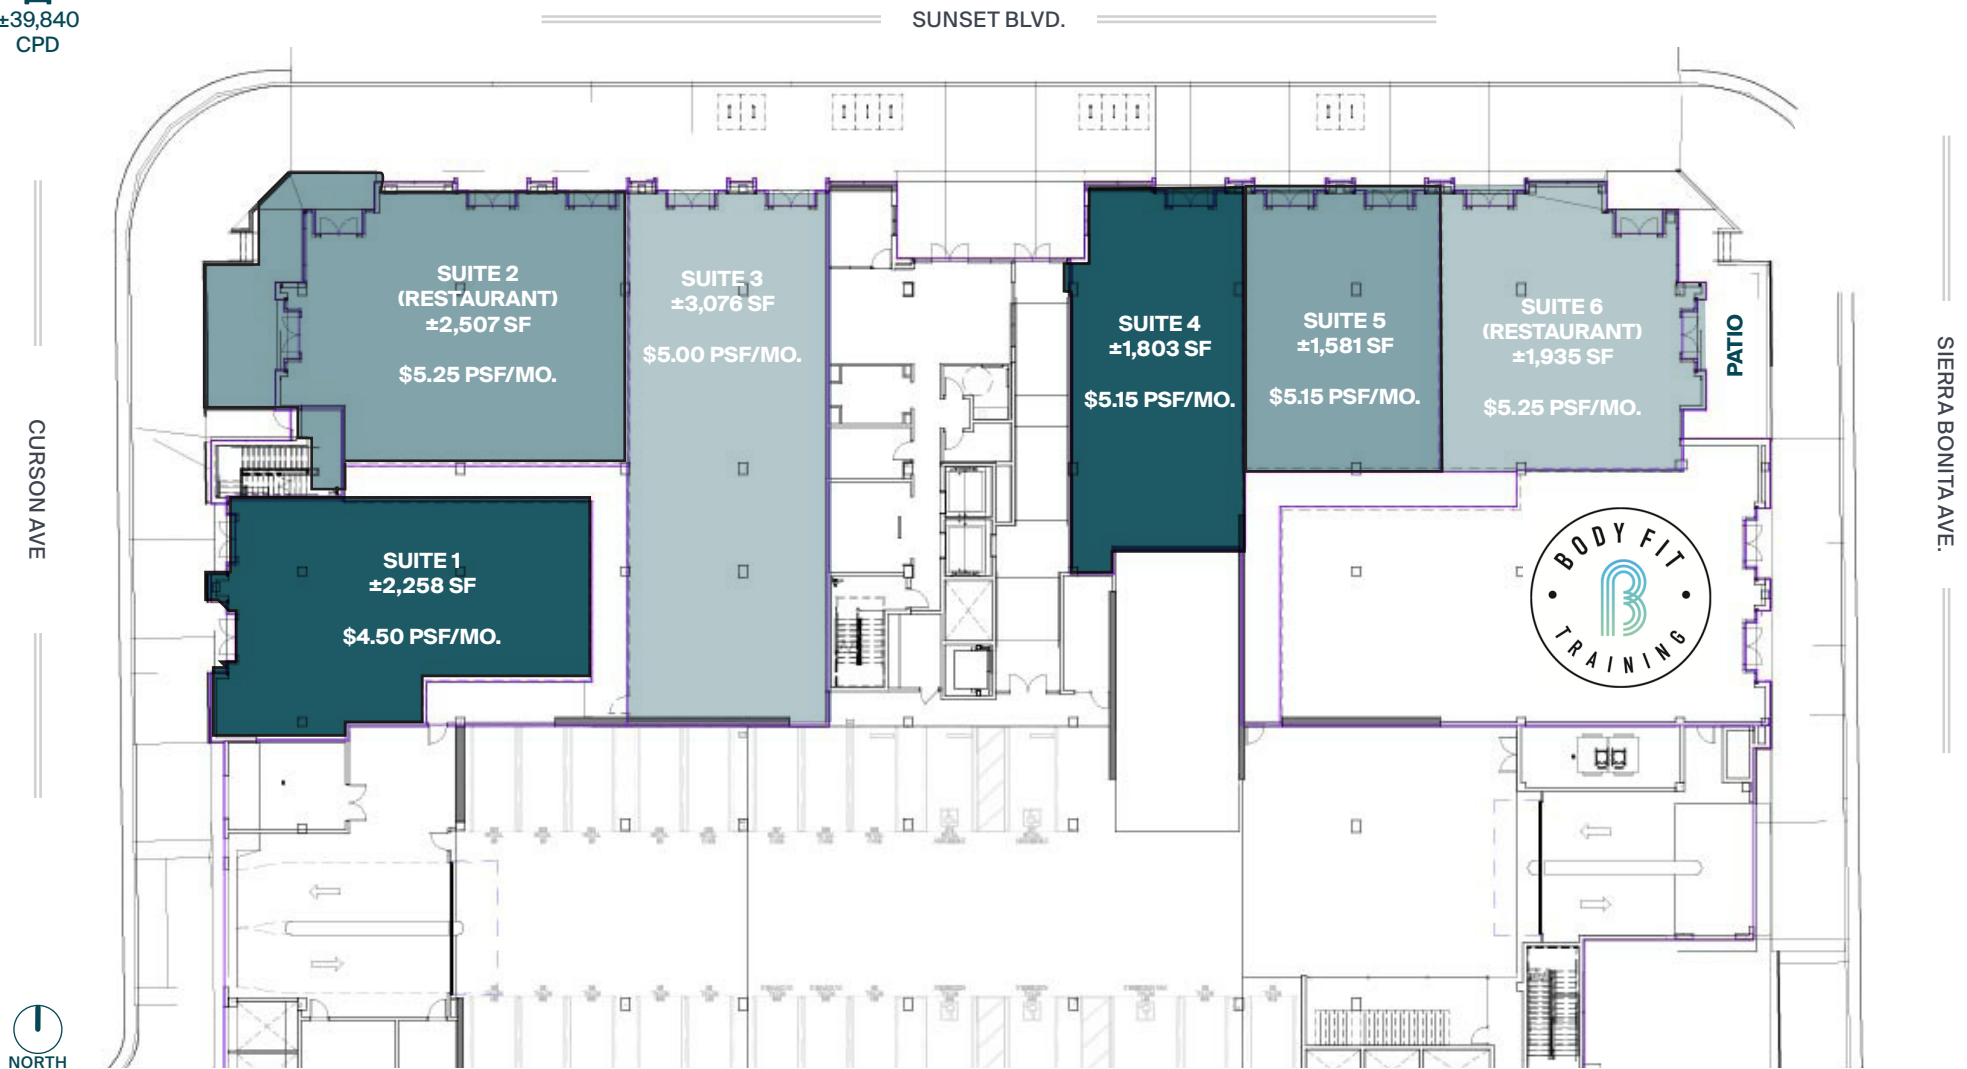 ±39,840
CPD
SUNSET BLVD.
CURSON AVE
SUITE 2
(RESTAURANT)
±2,507 SF
$5.25 PSF/MO.
SUITE 3
±3,076 SF
$5.00 PSF/MO.
SUITE 4
±1,803 SF
$5.15 PSF/MO.
SUITE 5
±1,581 SF
$5.15 PSF/MO.
SUITE 6
(RESTAURANT)
±1,935 SF
$5.25 PSF/MO.
PATIO
SIERRA BONITA AVE.
SUITE 1
±2,258 SF
$4.50 PSF/MO.
BODY FIT
TRAINING
NORTH